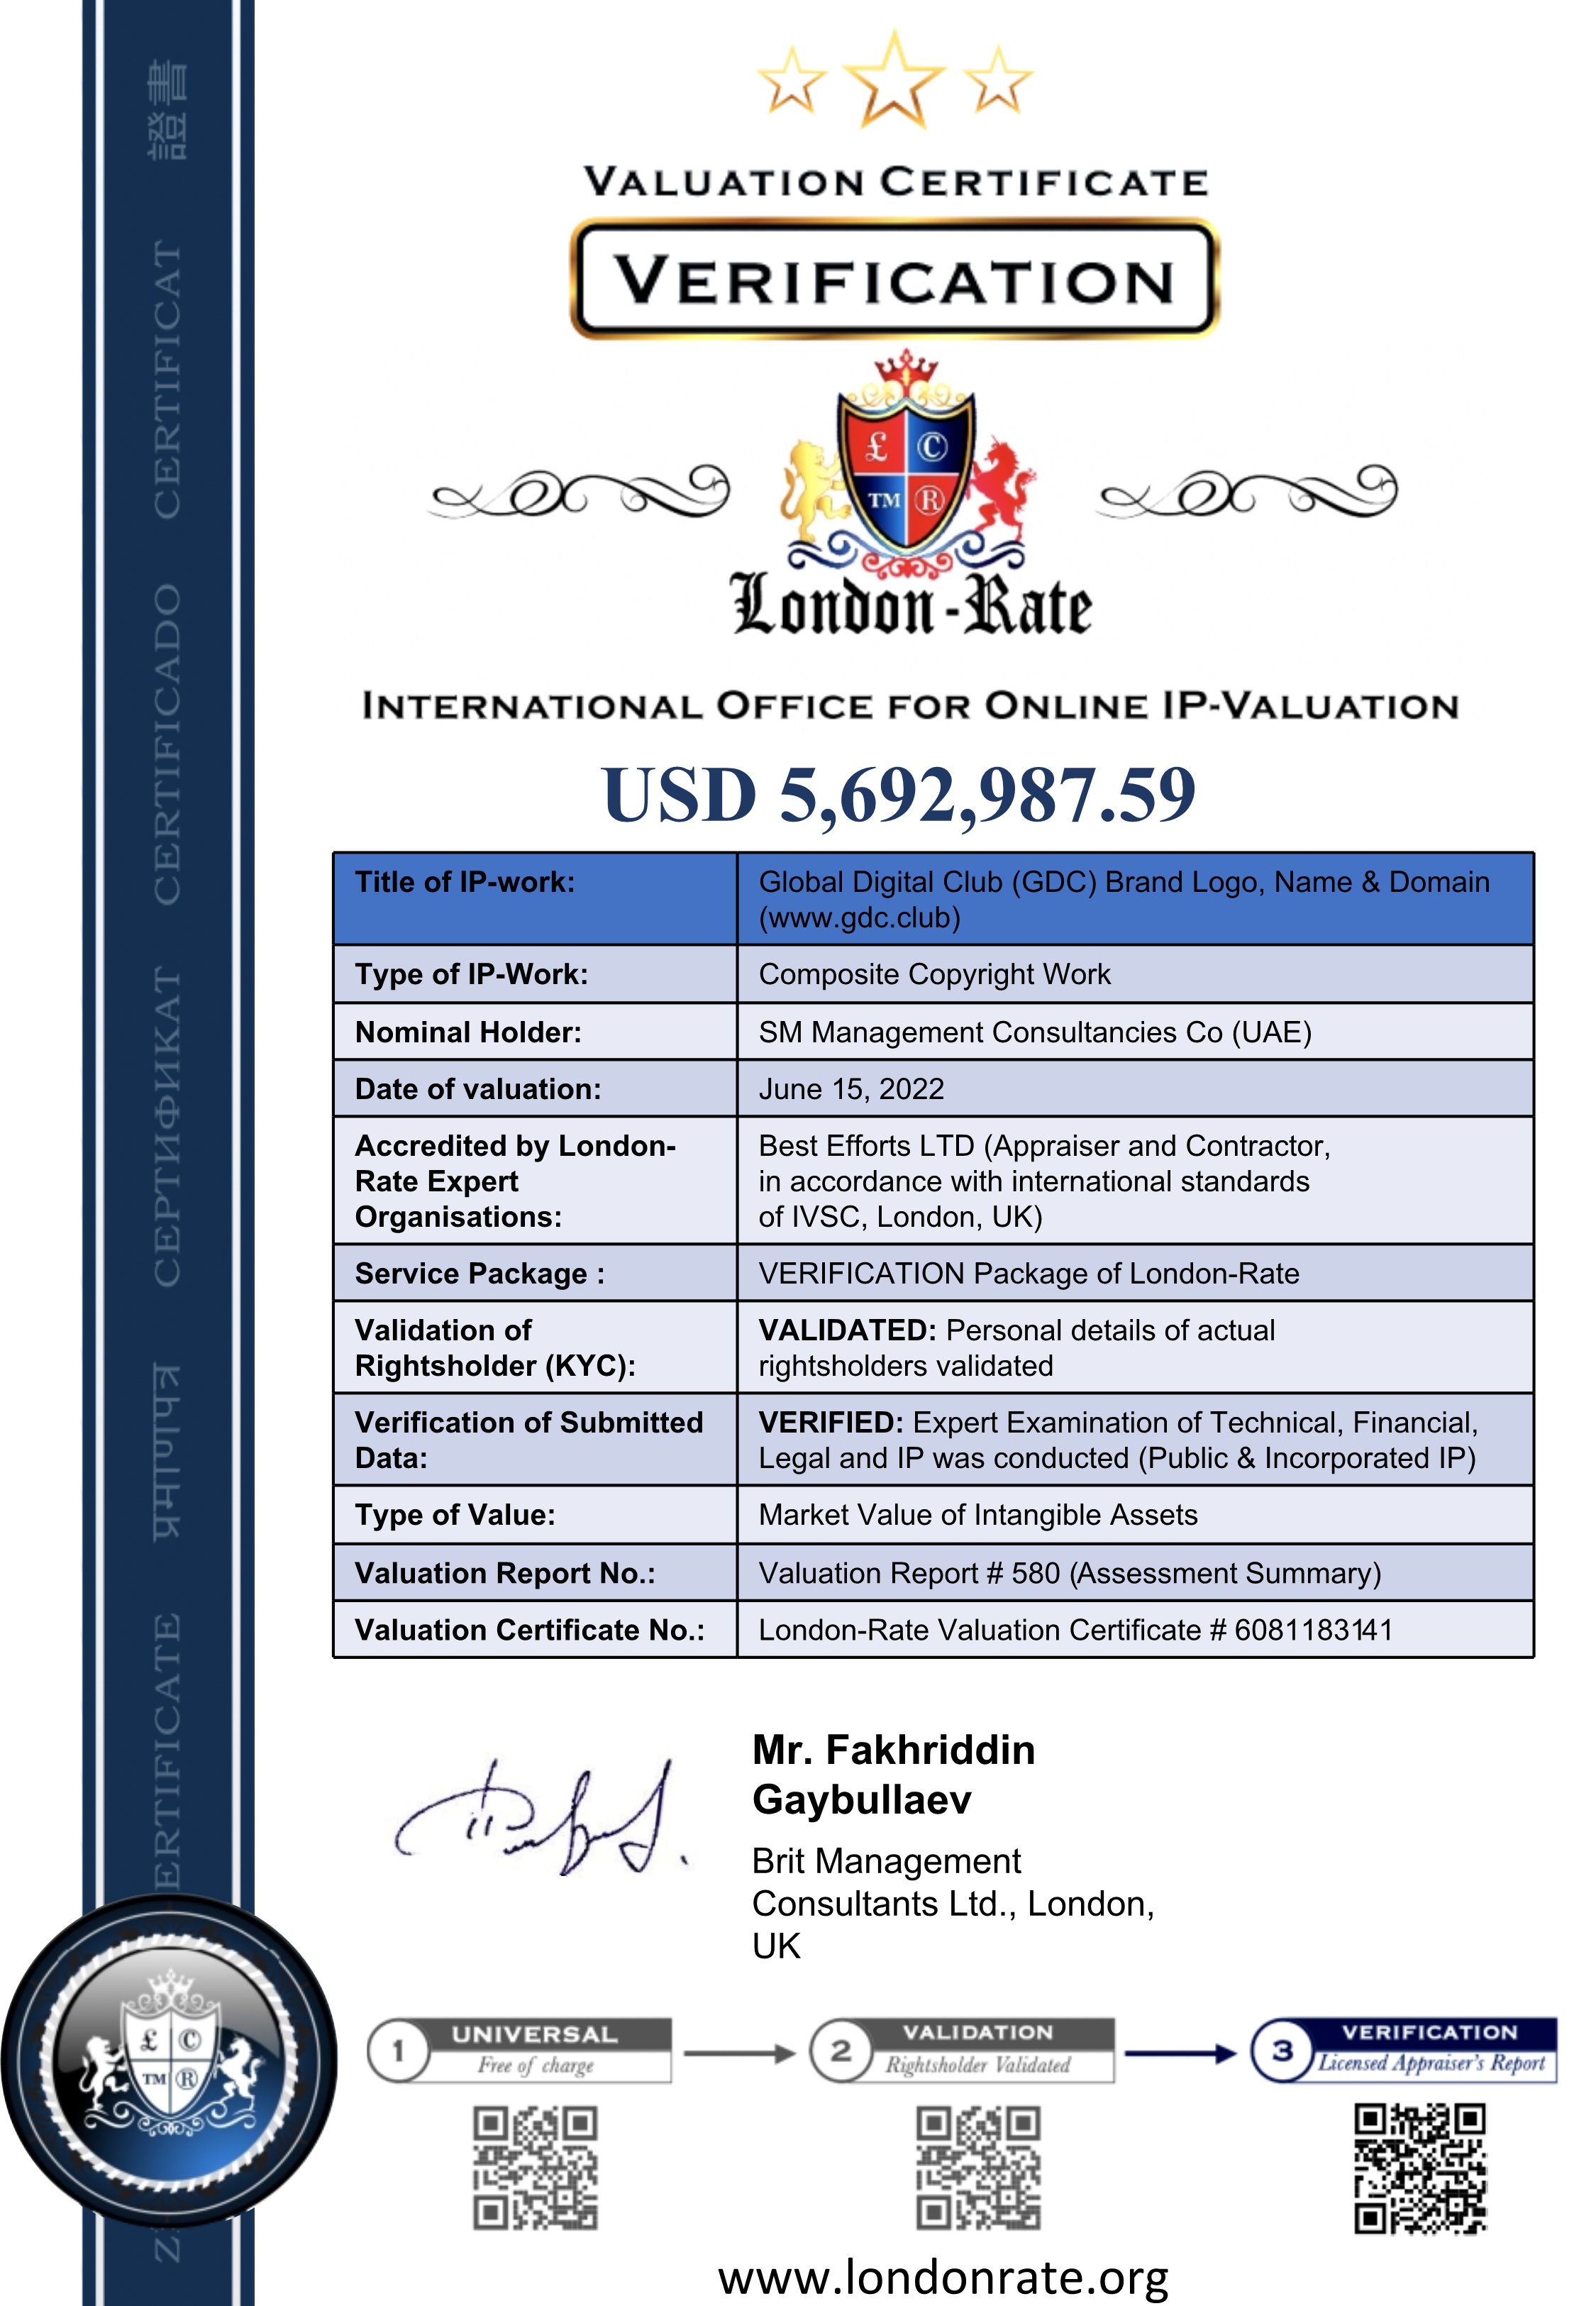 VALUATION CERTIFICATE
VERIFICATION
£ ©
TM ®
London-Rate
INTERNATIONAL OFFICE FOR ONLINE IP-VALUATION
USD 5,692,987.59
Title of IP-work: Global Digital Club (GDC) Brand Logo, Name & Domain
(www.gdc.club)
Type of IP-Work: Composite Copyright Work
Nominal Holder: SM Management Consultancies Co (UAE)
Date of valuation: June 15, 2022
Accredited by London-
Rate Expert
Organisations:
Best Efforts LTD (Appraiser and Contractor,
in accordance with international standards
of IVSC, London, UK)
Service Package : VERIFICATION Package of London-Rate
Validation of
Rightsholder (KYC):
VALIDATED: Personal details of actual
rightsholders validated
Verification of Submitted
Data:
VERIFIED: Expert Examination of Technical, Financial,
Legal and IP was conducted (Public & Incorporated IP)
Type of Value: Market Value of Intangible Assets
Valuation Report No.: Valuation Report # 580 (Assessment Summary)
Valuation Certificate No.: London-Rate Valuation Certificate # 6081183141
Mr. Fakhriddin
Gaybullaev
Brit Management
Consultants Ltd., London,
UK
1 UNIVERSAL
Free of charge
2 VALIDATION
Rightsholder Validated
3 VERIFICATION
Licensed Appraiser's Report
www.londonrate.org
ERTIFICATE प्रमाणपत्र СЕРТИФИКАТ CERTIFICADO CERTIFICAT 證書
£ ©
TM ®